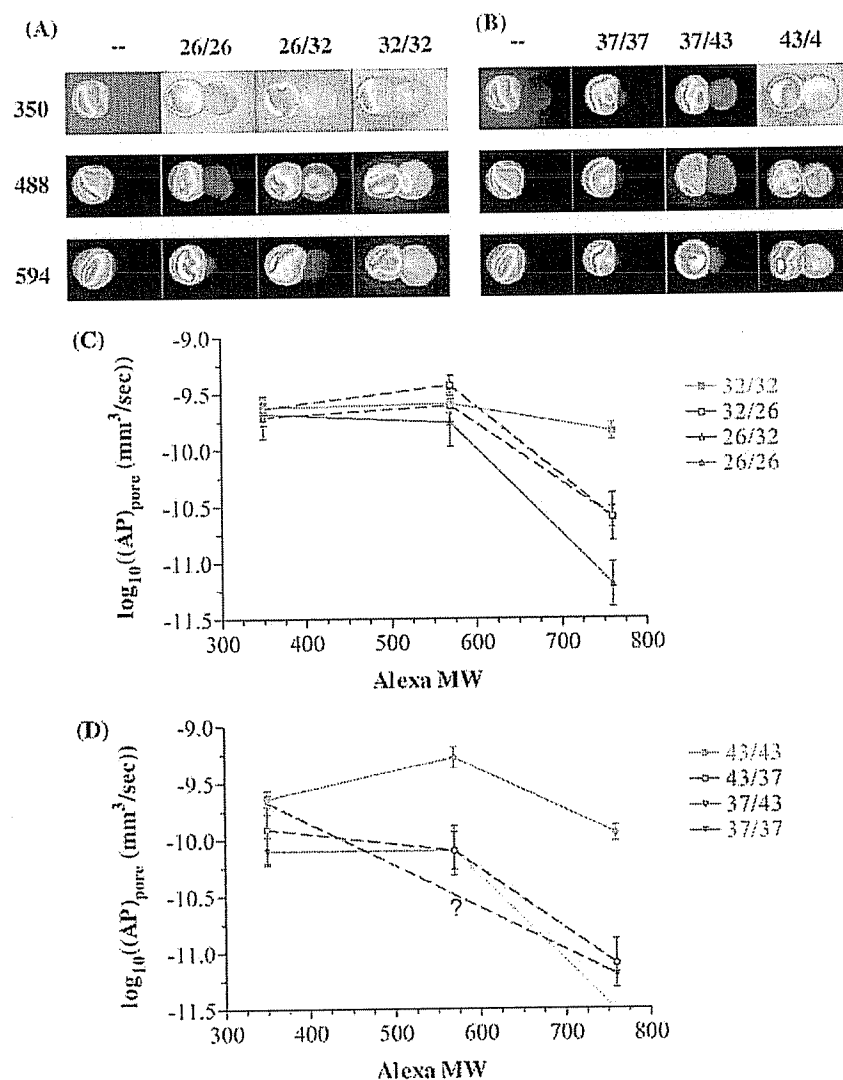 (A)
-- 26/26 26/32 32/32
(B)
-- 37/37 37/43 43/4
350
488
594
(C)
-9.0
-9.5
-10.0
-10.5
-11.0
-11.5
log10((AP)pore (mm³/sec))
300 400 500 600 700 800
Alexa MW
32/32
32/26
26/32
26/26
(D)
-9.0
-9.5
-10.0
-10.5
-11.0
-11.5
log10((AP)pore (mm³/sec))
?
300 400 500 600 700 800
Alexa MW
43/43
43/37
37/43
37/37